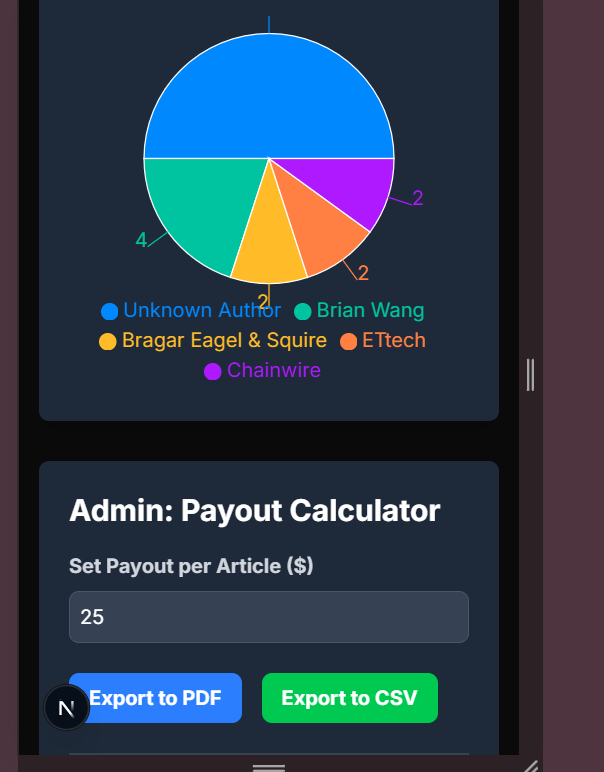 2
4
2
2
Unknown Author Brian Wang
Bragar Eagel & Squire ETtech
Chainwire
Admin: Payout Calculator
Set Payout per Article ($)
25
N Export to PDF Export to CSV